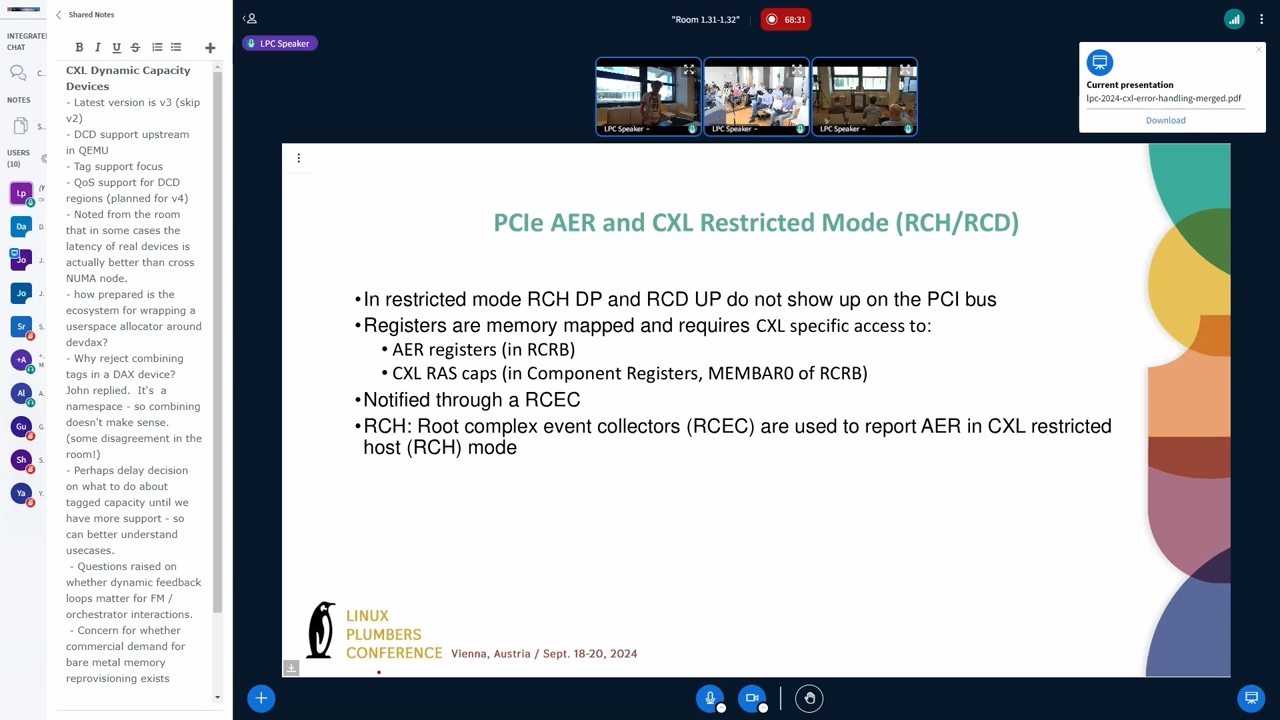 Shared Notes
"Room 1.31-1.32"
68:31
LPC Speaker
INTEGRATE
CHAT
C..
NOTES
S..
USERS
(10)
Lp
Da
D.
Jo
J.
Jo
J.
Sr
S.
+A
M
Al
A.
Gu
G.
Sh
S.
Ya
Y.
B I U S
CXL Dynamic Capacity
Devices
- Latest version is v3 (skip
v2)
- DCD support upstream
in QEMU
- Tag support focus
- QoS support for DCD
regions (planned for v4)
- Noted from the room
that in some cases the
latency of real devices is
actually better than cross
NUMA node.
- how prepared is the
ecosystem for wrapping a
userspace allocator around
devdax?
- Why reject combining
tags in a DAX device?
John replied. It's a
namespace - so combining
doesn't make sense.
(some disagreement in the
room!)
- Perhaps delay decision
on what to do about
tagged capacity until we
have more support - so
can better understand
usecases.
- Questions raised on
whether dynamic feedback
loops matter for FM /
orchestrator interactions.
- Concern for whether
commercial demand for
bare metal memory
reprovisioning exists
LPC Speaker
LPC Speaker
LPC Speaker
Current presentation
lpc-2024-cxl-error-handling-merged.pdf
Download
PCIe AER and CXL Restricted Mode (RCH/RCD)
•In restricted mode RCH DP and RCD UP do not show up on the PCI bus
•Registers are memory mapped and requires CXL specific access to:
• AER registers (in RCRB)
• CXL RAS caps (in Component Registers, MEMBAR0 of RCRB)
•Notified through a RCEC
•RCH: Root complex event collectors (RCEC) are used to report AER in CXL restricted
host (RCH) mode
LINUX
PLUMBERS
CONFERENCE Vienna, Austria / Sept. 18-20, 2024